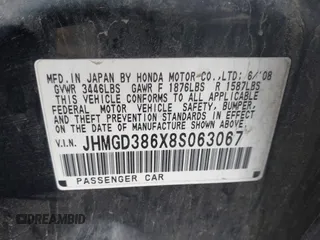 MFD. IN JAPAN BY HONDA MOTOR CO., LTD: 6/'08
GVWR 3446LBS GAWR F 1876LBS R 1587LBS
THIS VEHICLE CONFORMS TO ALL APPLICABLE
FEDERAL MOTOR VEHICLE SAFETY, BUMPER,
AND THEFT PREVENTION STANDARDS IN EFFECT
ON THE DATE OF MANUFACTURE SHOWN ABOVE.
V.I.N. JHMGD386X8S063067
PASSENGER CAR
DREAMBID